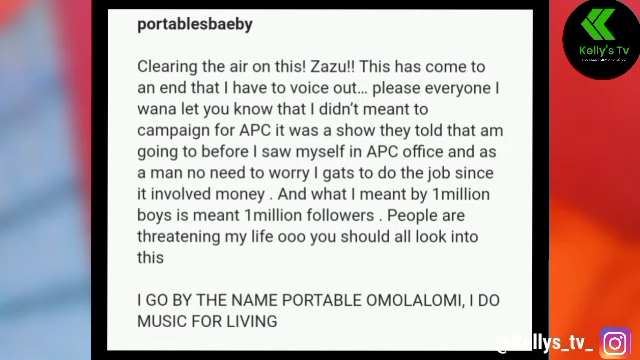 portablesbaeby
Clearing the air on this! Zazu!! This has come to
an end that I have to voice out... please everyone I
wana let you know that I didn't meant to
campaign for APC it was a show they told that am
going to before I saw myself in APC office and as
a man no need to worry I gats to do the job since
it involved money . And what I meant by 1million
boys is meant 1million followers . People are
threatening my life ooo you should all look into
this
I GO BY THE NAME PORTABLE OMOLALOMI, I DO
MUSIC FOR LIVING
Kelly's Tv
@Kellys_tv_